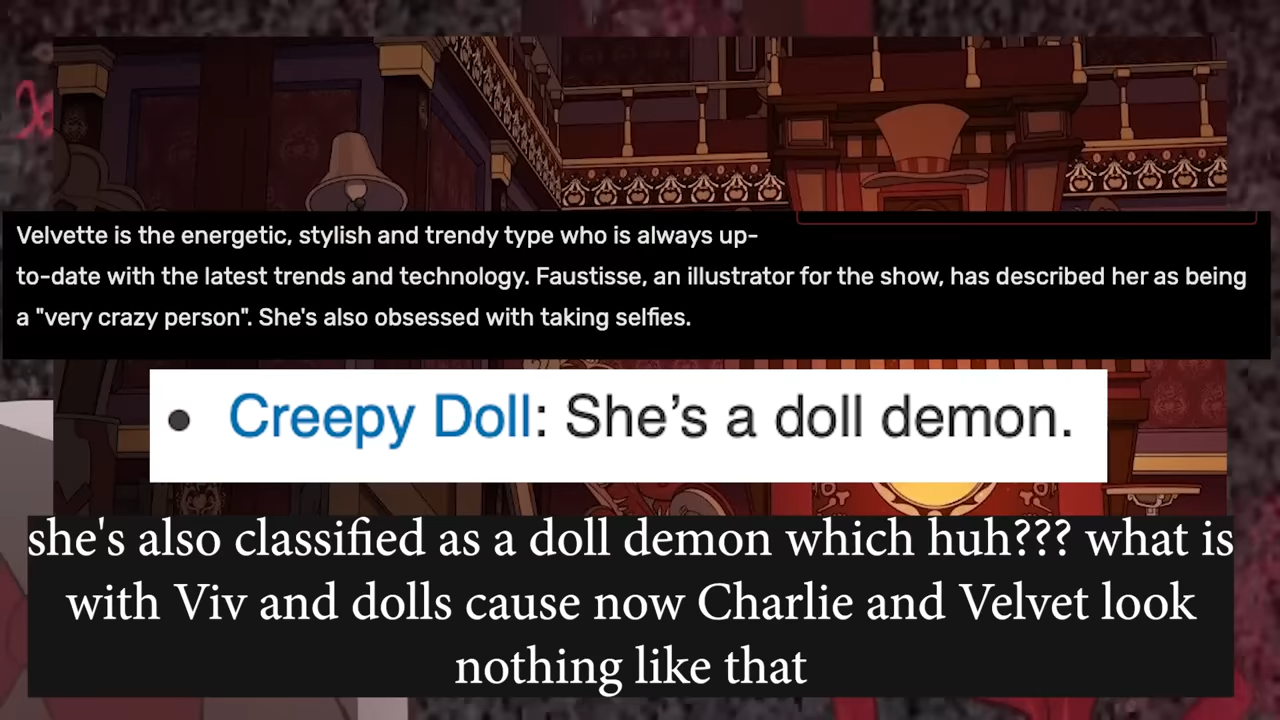 Velvette is the energetic, stylish and trendy type who is always up-
to-date with the latest trends and technology. Faustisse, an illustrator for the show, has described her as being
a "very crazy person". She's also obsessed with taking selfies.
• Creepy Doll: She’s a doll demon.
she's also classified as a doll demon which huh??? what is
with Viv and dolls cause now Charlie and Velvet look
nothing like that